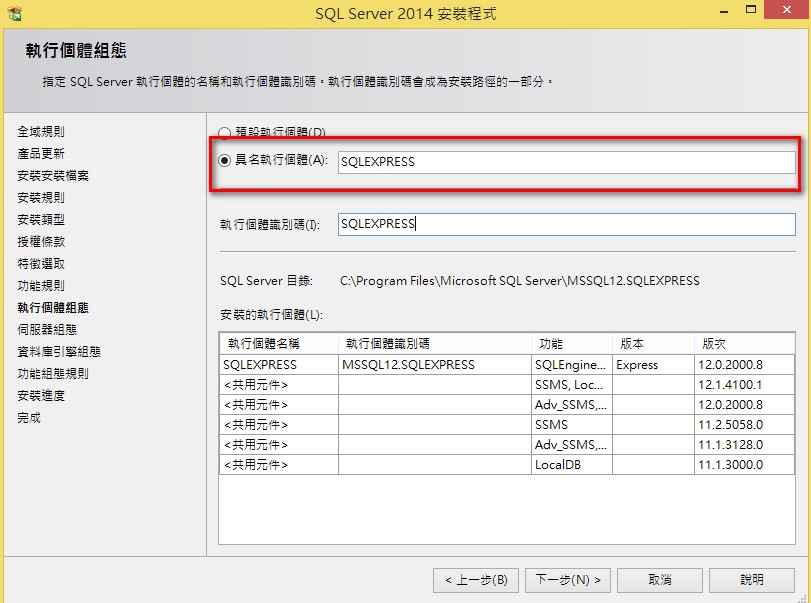 SQL Server 2014 安裝程式
執行個體組態
指定 SQL Server 執行個體的名稱和執行個體識別碼。執行個體識別碼會成為安裝路徑的一部分。
全域規則
產品更新
安裝安裝檔案
安裝規則
安裝類型
授權條款
特徵選取
功能規則
執行個體組態
伺服器組態
資料庫引擎組態
功能組態規則
安裝進度
完成
預設執行個體(D)
具名執行個體(A): SQLEXPRESS
執行個體識別碼(I): SQLEXPRESS
SQL Server 目錄: C:\Program Files\Microsoft SQL Server\MSSQL12.SQLEXPRESS
安裝的執行個體(L):
執行個體名稱 執行個體識別碼 功能 版本 版次
SQLEXPRESS MSSQL12.SQLEXPRESS SQLEngine... Express 12.0.2000.8
<共用元件> SSMS, Loc... 12.1.4100.1
<共用元件> Adv_SSMS,... 12.0.2000.8
<共用元件> SSMS 11.2.5058.0
<共用元件> Adv_SSMS,... 11.1.3128.0
<共用元件> LocalDB 11.1.3000.0
< 上一步(B) 下一步(N) > 取消 說明